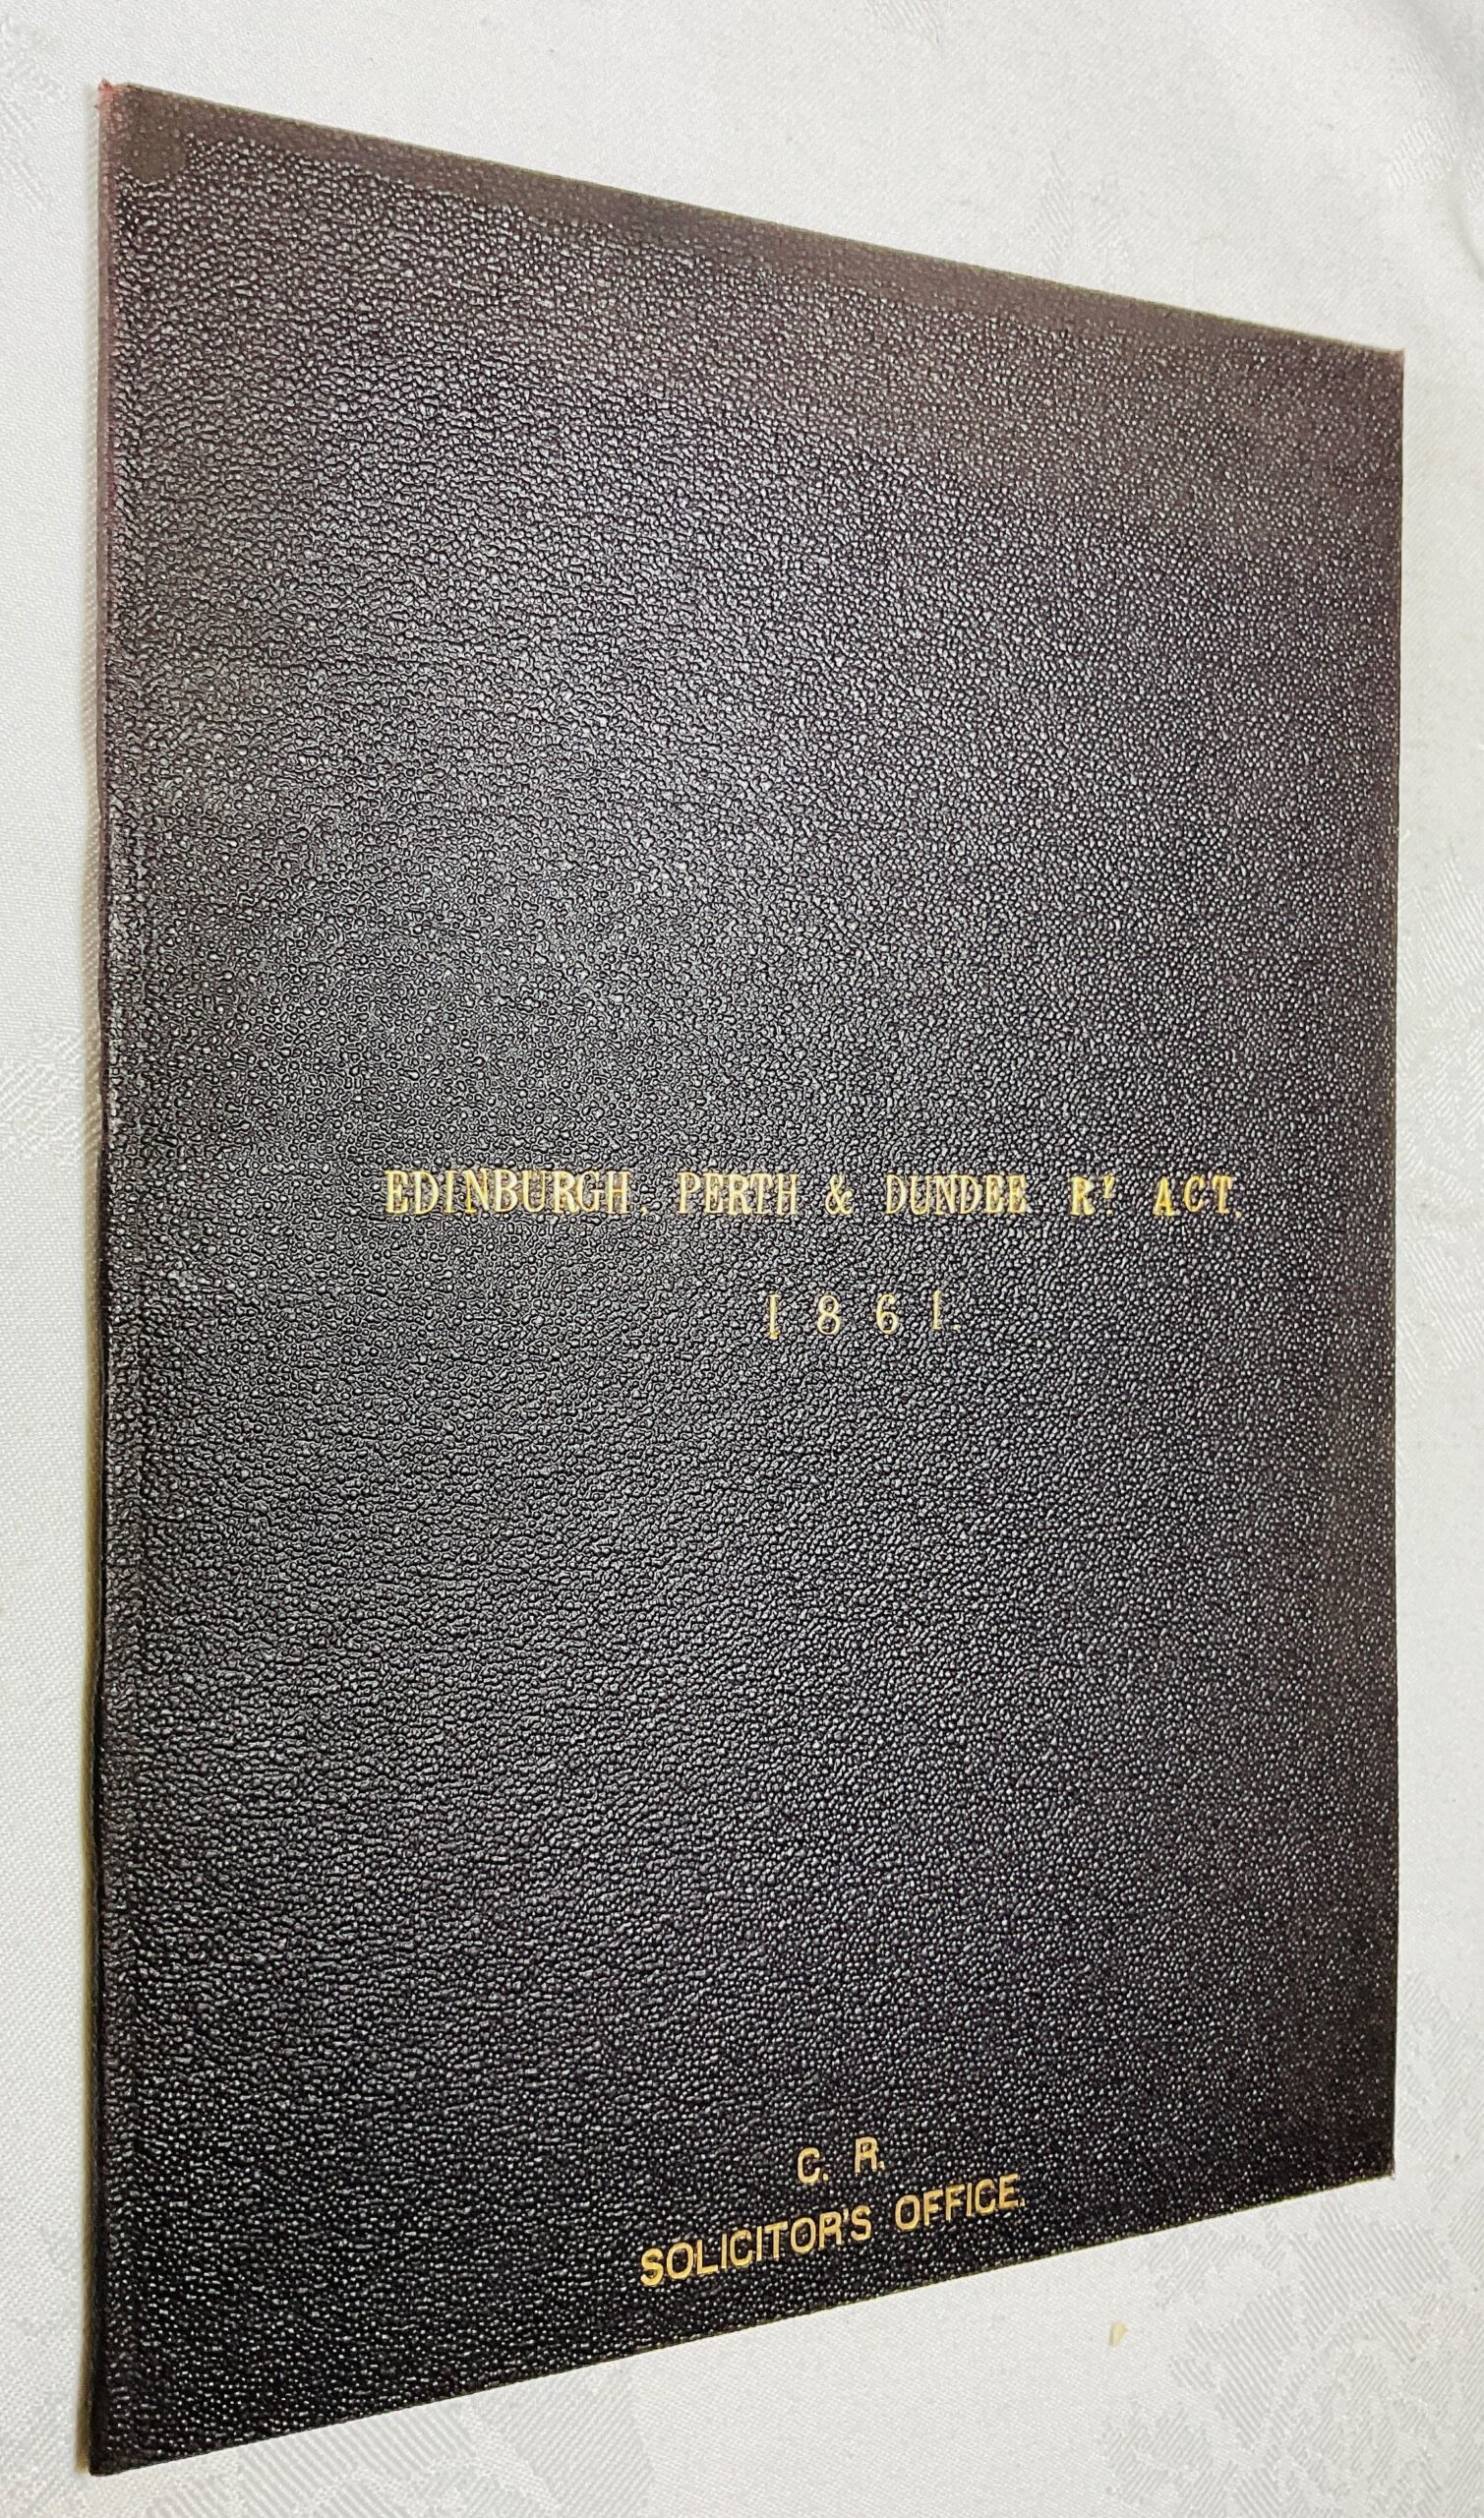 EDINBURGH, PERTH & DUNDEE Ry ACT.
1861.
C. R.
SOLICITOR'S OFFICE.